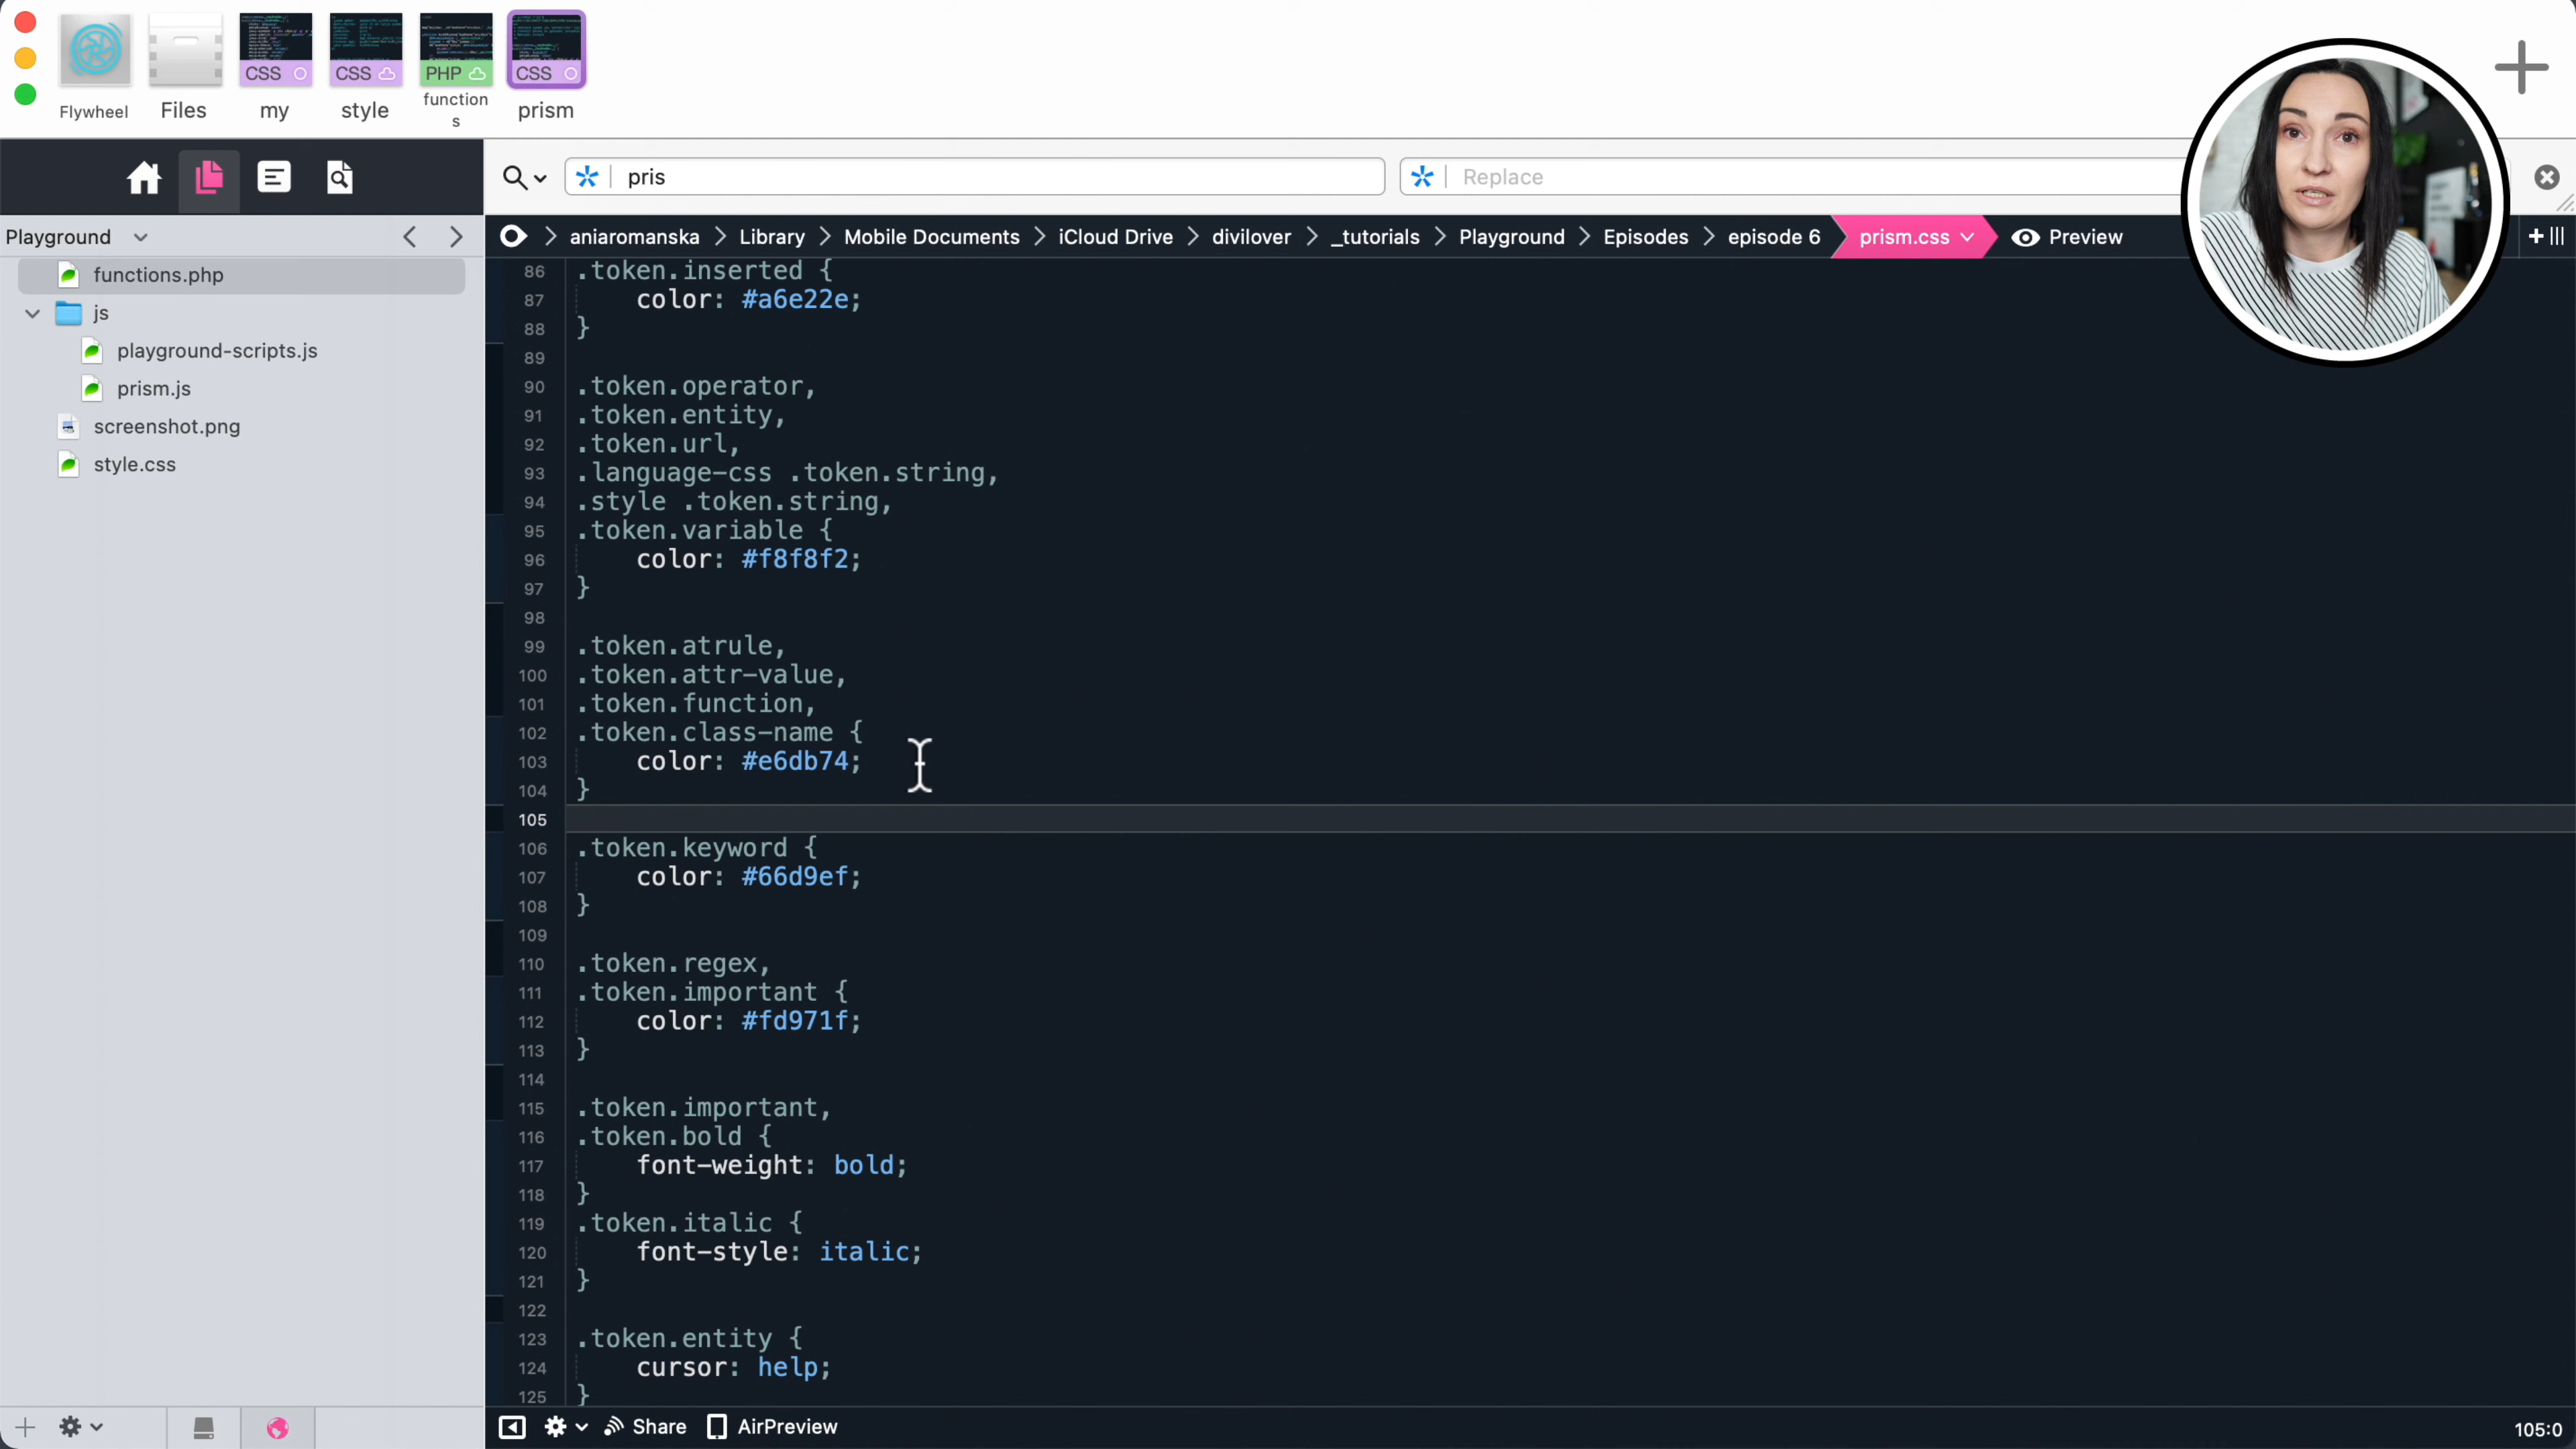 CSS
CSS
PHP
CSS
Flywheel
Files
my
style
function
s
prism
pris
Replace
Playground
aniaromanska
Library
Mobile Documents
iCloud Drive
divilover
_tutorials
Playground
Episodes
episode 6
prism.css
Preview
functions.php
js
playground-scripts.js
prism.js
screenshot.png
style.css
86 .token.inserted {
87 color: #a6e22e;
88 }
89
90 .token.operator,
91 .token.entity,
92 .token.url,
93 .language-css .token.string,
94 .style .token.string,
95 .token.variable {
96 color: #f8f8f2;
97 }
98
99 .token.atrule,
100 .token.attr-value,
101 .token.function,
102 .token.class-name {
103 color: #e6db74;
104 }
105
106 .token.keyword {
107 color: #66d9ef;
108 }
109
110 .token.regex,
111 .token.important {
112 color: #fd971f;
113 }
114
115 .token.important,
116 .token.bold {
117 font-weight: bold;
118 }
119 .token.italic {
120 font-style: italic;
121 }
122
123 .token.entity {
124 cursor: help;
125 }
Share
AirPreview
105:0